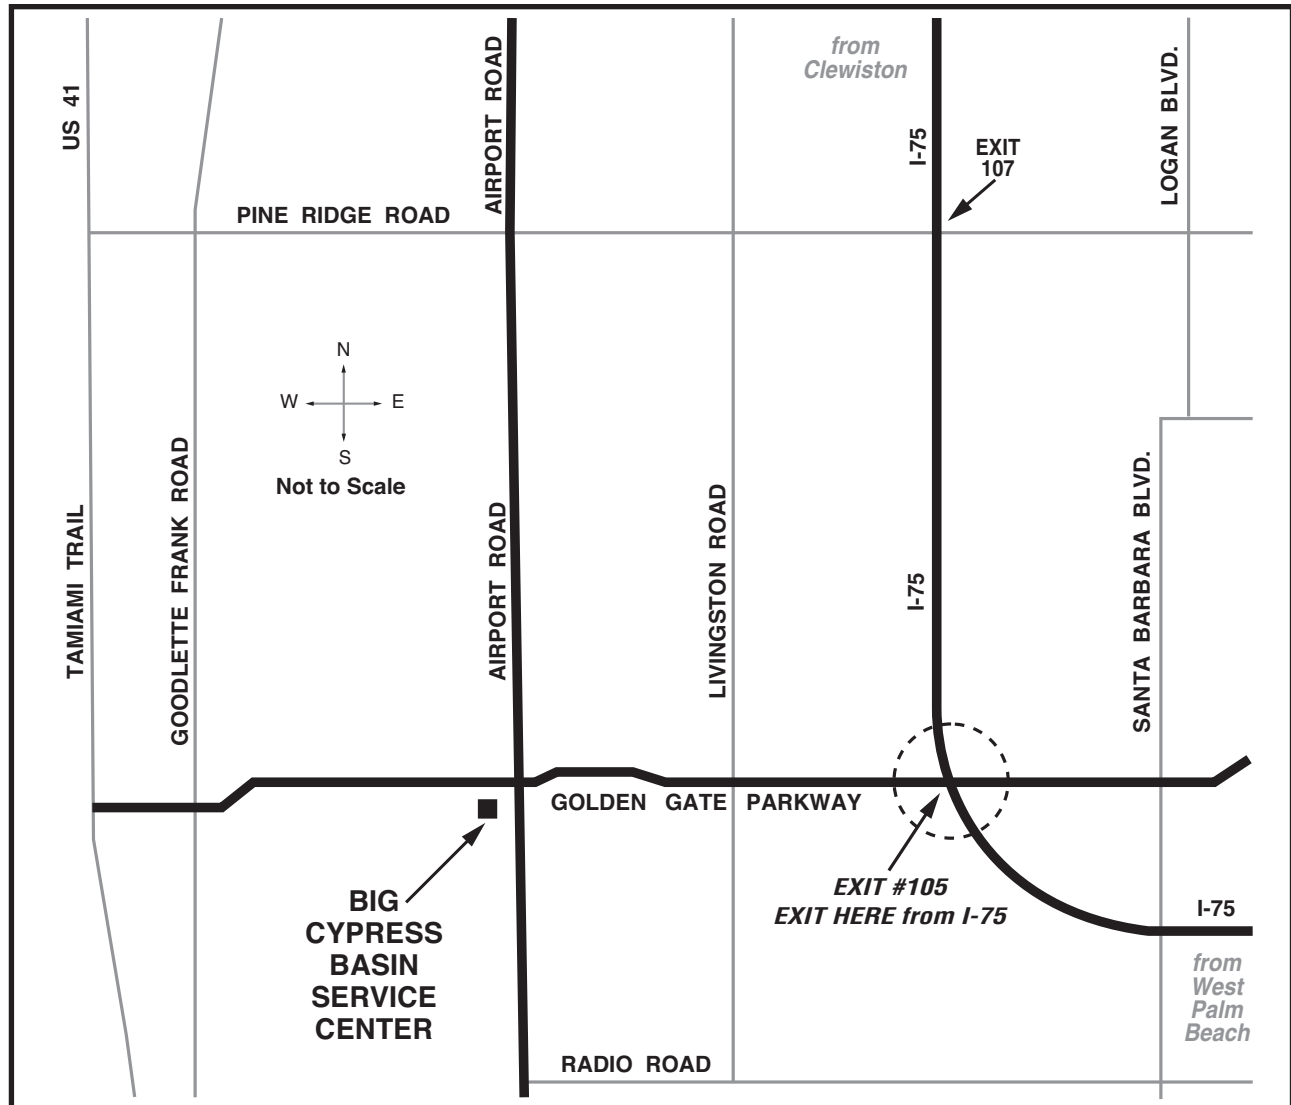 US 41
AIRPORT ROAD
from
Clewiston
I-75
EXIT
107
LOGAN BLVD.
PINE RIDGE ROAD
N
W E
S
Not to Scale
TAMIAMI TRAIL
GOODLETTE FRANK ROAD
AIRPORT ROAD
LIVINGSTON ROAD
I-75
SANTA BARBARA BLVD.
GOLDEN GATE PARKWAY
BIG
CYPRESS
BASIN
SERVICE
CENTER
EXIT #105
EXIT HERE from I-75
I-75
from
West
Palm
Beach
RADIO ROAD